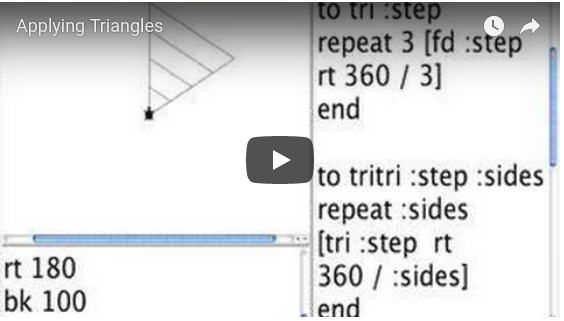 Applying Triangles
to tri :step
repeat 3 [fd :step
rt 360 / 3]
end
to tritri :step :sides
repeat :sides
[tri :step rt
360 / :sides]
end
rt 180
bk 100